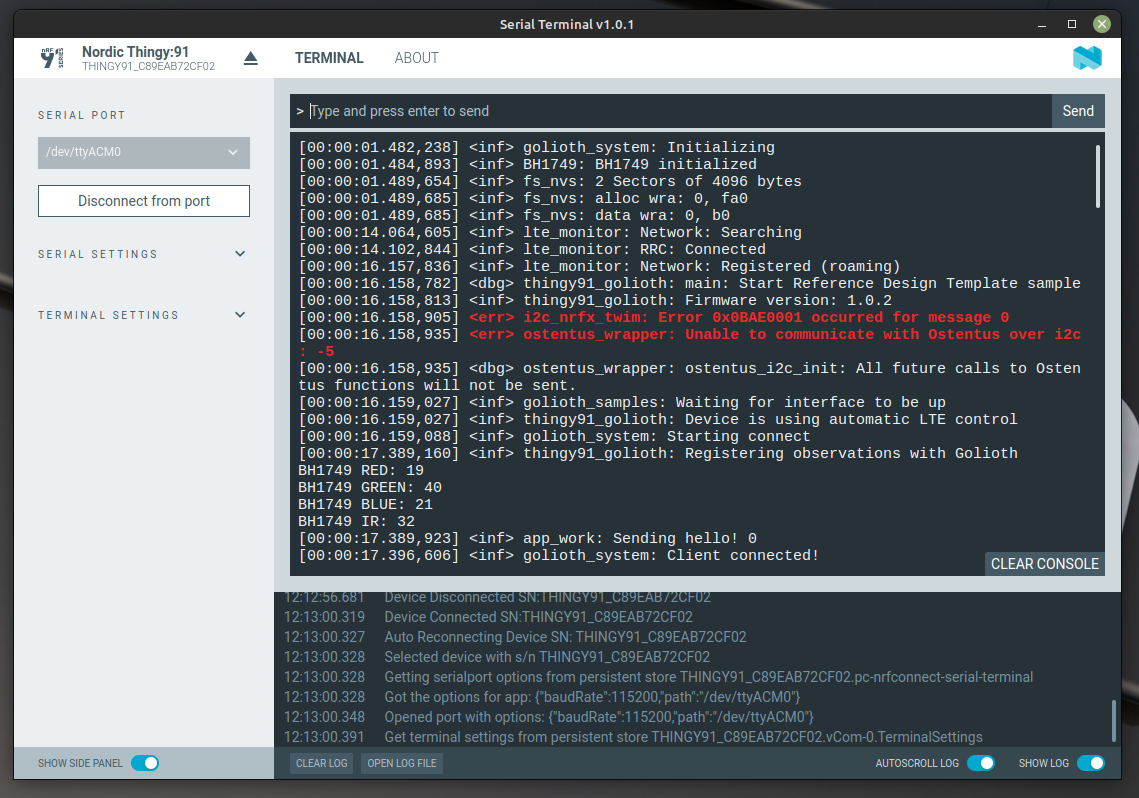 Serial Terminal v1.0.1
nRF 91 SERIES
Nordic Thingy:91
THINGY91_C89EAB72CF02
TERMINAL
ABOUT
SERIAL PORT
/dev/ttyACM0
Disconnect from port
SERIAL SETTINGS
TERMINAL SETTINGS
> Type and press enter to send
Send
[00:00:01.482,238] <inf> golioth_system: Initializing
[00:00:01.484,893] <inf> BH1749: BH1749 initialized
[00:00:01.489,654] <inf> fs_nvs: 2 Sectors of 4096 bytes
[00:00:01.489,685] <inf> fs_nvs: alloc wra: 0, fa0
[00:00:01.489,685] <inf> fs_nvs: data wra: 0, b0
[00:00:14.064,605] <inf> lte_monitor: Network: Searching
[00:00:14.102,844] <inf> lte_monitor: RRC: Connected
[00:00:16.157,836] <inf> lte_monitor: Network: Registered (roaming)
[00:00:16.158,782] <dbg> thingy91_golioth: main: Start Reference Design Template sample
[00:00:16.158,813] <inf> thingy91_golioth: Firmware version: 1.0.2
[00:00:16.158,905] <err> i2c_nrfx_twim: Error 0x0BAE0001 occurred for message 0
[00:00:16.158,935] <err> ostentus_wrapper: Unable to communicate with Ostentus over i2c
: -5
[00:00:16.158,935] <dbg> ostentus_wrapper: ostentus_i2c_init: All future calls to Osten
tus functions will not be sent.
[00:00:16.159,027] <inf> golioth_samples: Waiting for interface to be up
[00:00:16.159,027] <inf> thingy91_golioth: Device is using automatic LTE control
[00:00:16.159,088] <inf> golioth_system: Starting connect
[00:00:17.389,160] <inf> thingy91_golioth: Registering observations with Golioth
BH1749 RED: 19
BH1749 GREEN: 40
BH1749 BLUE: 21
BH1749 IR: 32
[00:00:17.389,923] <inf> app_work: Sending hello! 0
[00:00:17.396,606] <inf> golioth_system: Client connected!
CLEAR CONSOLE
12:12:56.681 Device Disconnected SN:THINGY91_C89EAB72CF02
12:13:00.319 Device Connected SN:THINGY91_C89EAB72CF02
12:13:00.327 Auto Reconnecting Device SN: THINGY91_C89EAB72CF02
12:13:00.328 Selected device with s/n THINGY91_C89EAB72CF02
12:13:00.328 Getting serialport options from persistent store THINGY91_C89EAB72CF02.pc-nrfconnect-serial-terminal
12:13:00.328 Got the options for app: {"baudRate":115200,"path":"/dev/ttyACM0"}
12:13:00.348 Opened port with options: {"baudRate":115200,"path":"/dev/ttyACM0"}
12:13:00.391 Get terminal settings from persistent store THINGY91_C89EAB72CF02.vCom-0.TerminalSettings
SHOW SIDE PANEL
CLEAR LOG
OPEN LOG FILE
AUTOSCROLL LOG
SHOW LOG